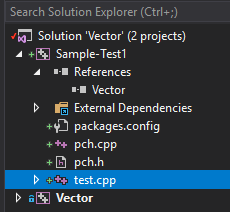 Search Solution Explorer (Ctrl+;)
Solution 'Vector' (2 projects)
Sample-Test1
References
Vector
External Dependencies
packages.config
pch.cpp
pch.h
test.cpp
Vector